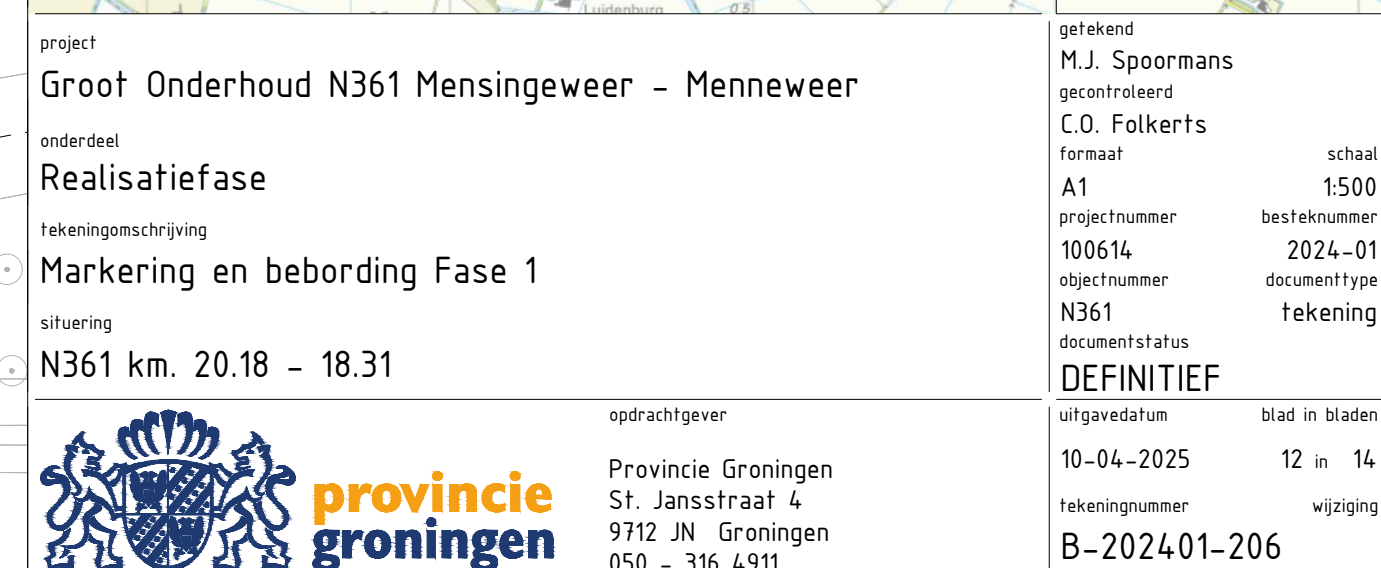 Luidenburg 0.5
project
Groot Onderhoud N361 Mensingeweer - Menneweer
onderdeel
Realisatiefase
tekeningomschrijving
Markering en bebording Fase 1
situering
N361 km. 20.18 - 18.31
getekend
M.J. Spoormans
gecontroleerd
C.O. Folkerts
formaat schaal
A1 1:500
projectnummer besteknummer
100614 2024-01
objectnummer documenttype
N361 tekening
documentstatus
DEFINITIEF
provincie
groningen
opdrachtgever
Provincie Groningen
St. Jansstraat 4
9712 JN Groningen
050 - 316 4911
uitgavedatum blad in bladen
10-04-2025 12 in 14
tekeningnummer wijziging
B-202401-206